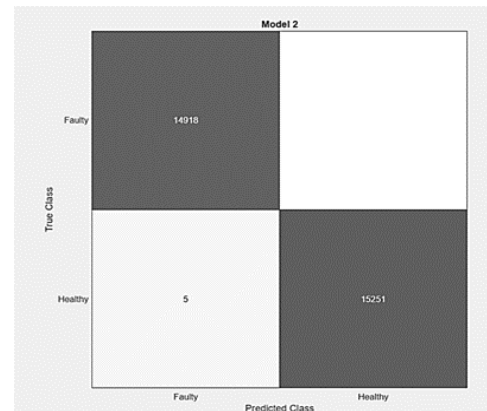 Model 2
True Class
Faulty
14918
Healthy
5
15251
Faulty
Healthy
Predicted Class